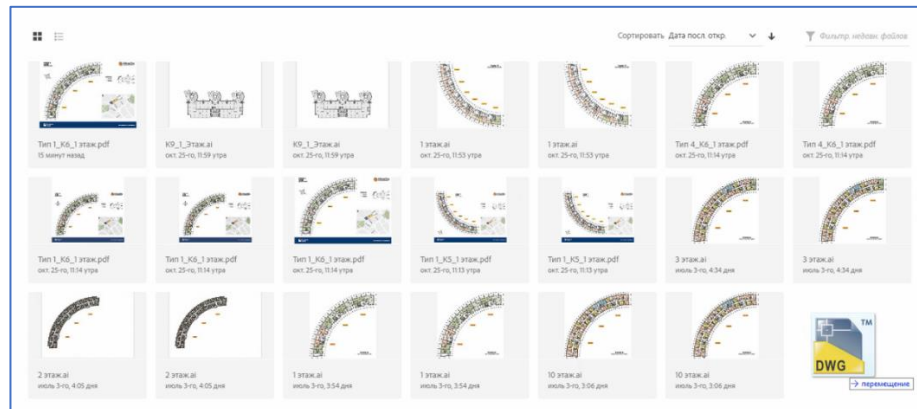 Сортировать Дата посл. откр.
Фильтр. недавн. файлов
Тип 1_К6_1 этаж.pdf
15 минут назад
К9_1_Этаж.ai
окт. 25-го, 11:59 утра
К9_1_Этаж.ai
окт. 25-го, 11:59 утра
1 этаж.ai
окт. 25-го, 11:53 утра
1 этаж.ai
окт. 25-го, 11:53 утра
Тип 4_К6_1 этаж.pdf
окт. 25-го, 11:14 утра
Тип 4_К6_1 этаж.pdf
окт. 25-го, 11:14 утра
Тип 1_К6_1 этаж.pdf
окт. 25-го, 11:14 утра
Тип 1_К6_1 этаж.pdf
окт. 25-го, 11:14 утра
Тип 1_К6_1 этаж.pdf
окт. 25-го, 11:14 утра
Тип 1_К5_1 этаж.pdf
окт. 25-го, 11:13 утра
Тип 1_К5_1 этаж.pdf
окт. 25-го, 11:13 утра
3 этаж.ai
июль 3-го, 4:34 дня
3 этаж.ai
июль 3-го, 4:34 дня
2 этаж.ai
июль 3-го, 4:05 дня
2 этаж.ai
июль 3-го, 4:05 дня
1 этаж.ai
июль 3-го, 3:54 дня
1 этаж.ai
июль 3-го, 3:54 дня
10 этаж.ai
июль 3-го, 3:06 дня
10 этаж.ai
июль 3-го, 3:06 дня
TM
DWG
перемещение